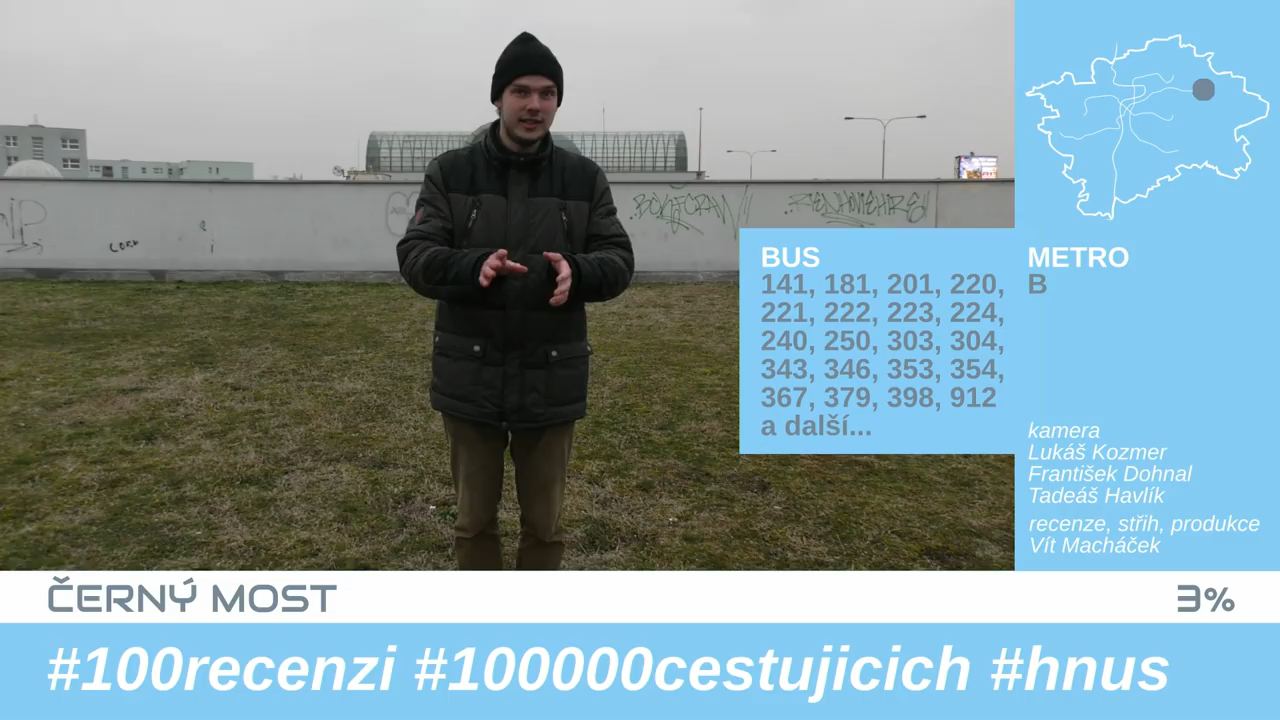 BUS
141, 181, 201, 220,
221, 222, 223, 224,
240, 250, 303, 304,
343, 346, 353, 354,
367, 379, 398, 912
a další...
METRO
B
kamera
Lukáš Kozmer
František Dohnal
Tadeáš Havlík
recenze, střih, produkce
Vít Macháček
ČERNÝ MOST
3%
#100recenzi #100000cestujicich #hnus